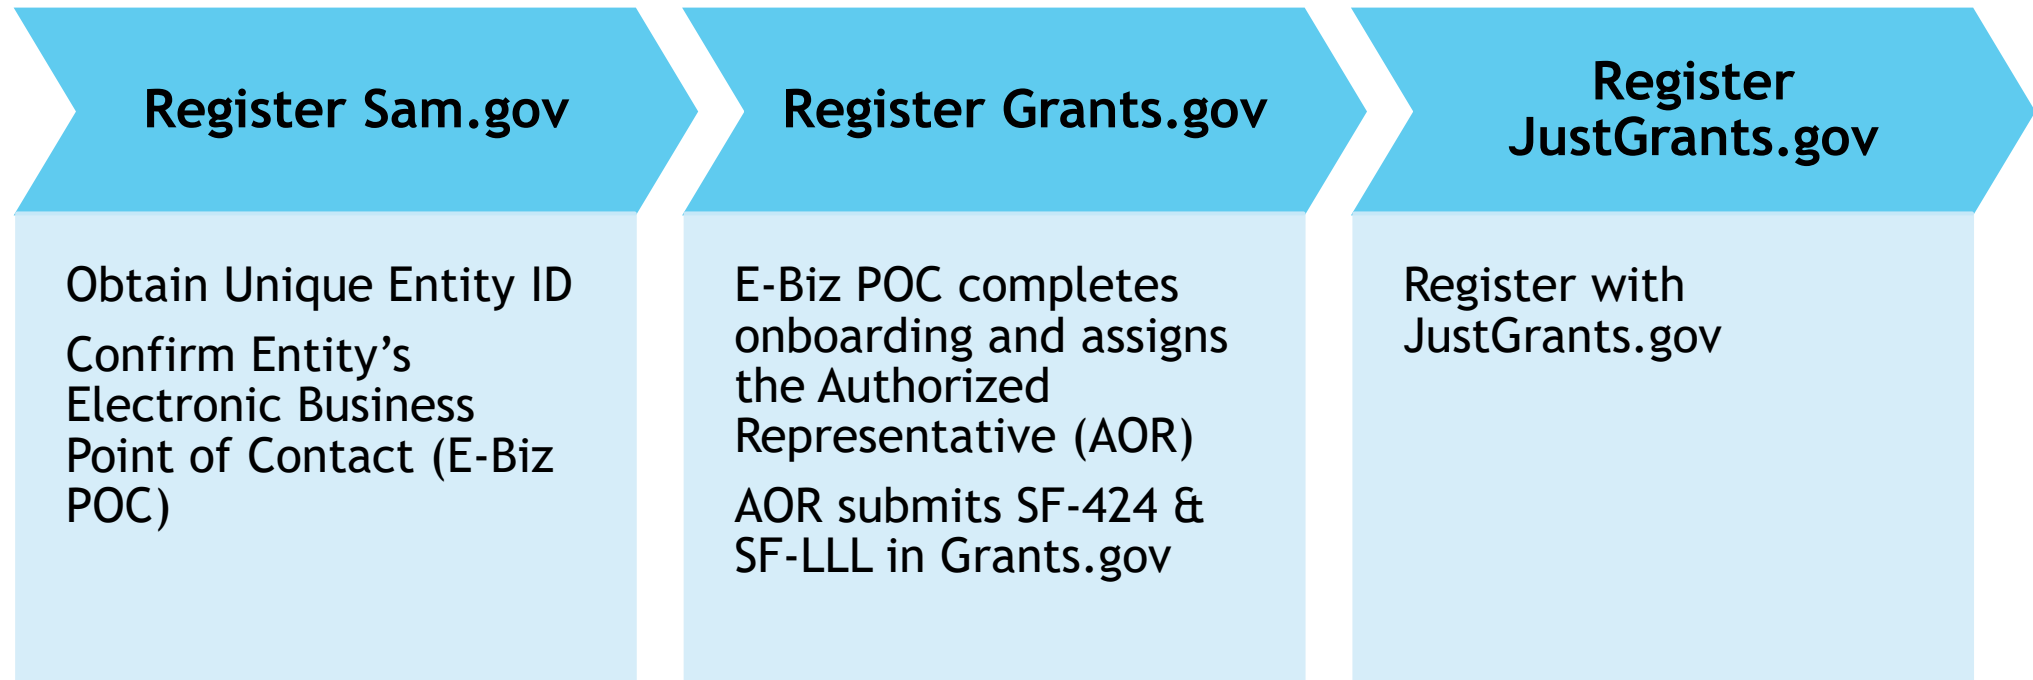 Register Sam.gov
Obtain Unique Entity ID
Confirm Entity’s
Electronic Business
Point of Contact (E-Biz
POC)
Register Grants.gov
E-Biz POC completes
onboarding and assigns
the Authorized
Representative (AOR)
AOR submits SF-424 &
SF-LLL in Grants.gov
Register
JustGrants.gov
Register with
JustGrants.gov